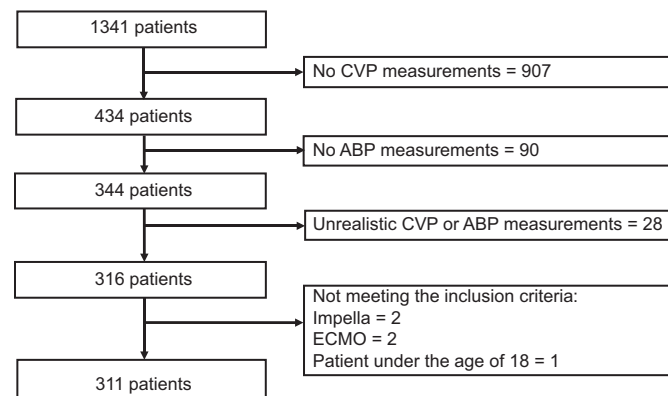 1341 patients
No CVP measurements = 907
434 patients
No ABP measurements = 90
344 patients
Unrealistic CVP or ABP measurements = 28
316 patients
Not meeting the inclusion criteria:
Impella = 2
ECMO = 2
Patient under the age of 18 = 1
311 patients